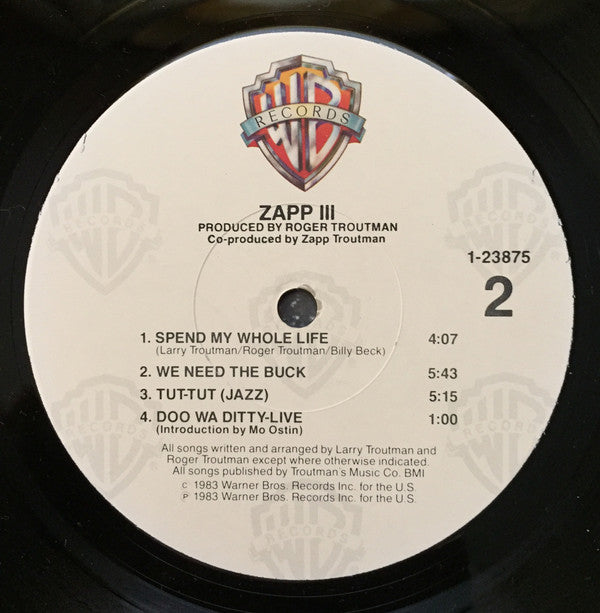 WB
RECORDS
ZAPP III
PRODUCED BY ROGER TROUTMAN
Co-produced by Zapp Troutman
1-23875
2
1. SPEND MY WHOLE LIFE 4:07
(Larry Troutman/Roger Troutman/Billy Beck)
2. WE NEED THE BUCK 5:43
3. TUT-TUT (JAZZ) 5:15
4. DOO WA DITTY-LIVE 1:00
(Introduction by Mo Ostin)
All songs written and arranged by Larry Troutman and
Roger Troutman except where otherwise indicated.
All songs published by Troutman's Music Co. BMI
© 1983 Warner Bros. Records Inc. for the U.S.
℗ 1983 Warner Bros. Records Inc. for the U.S.